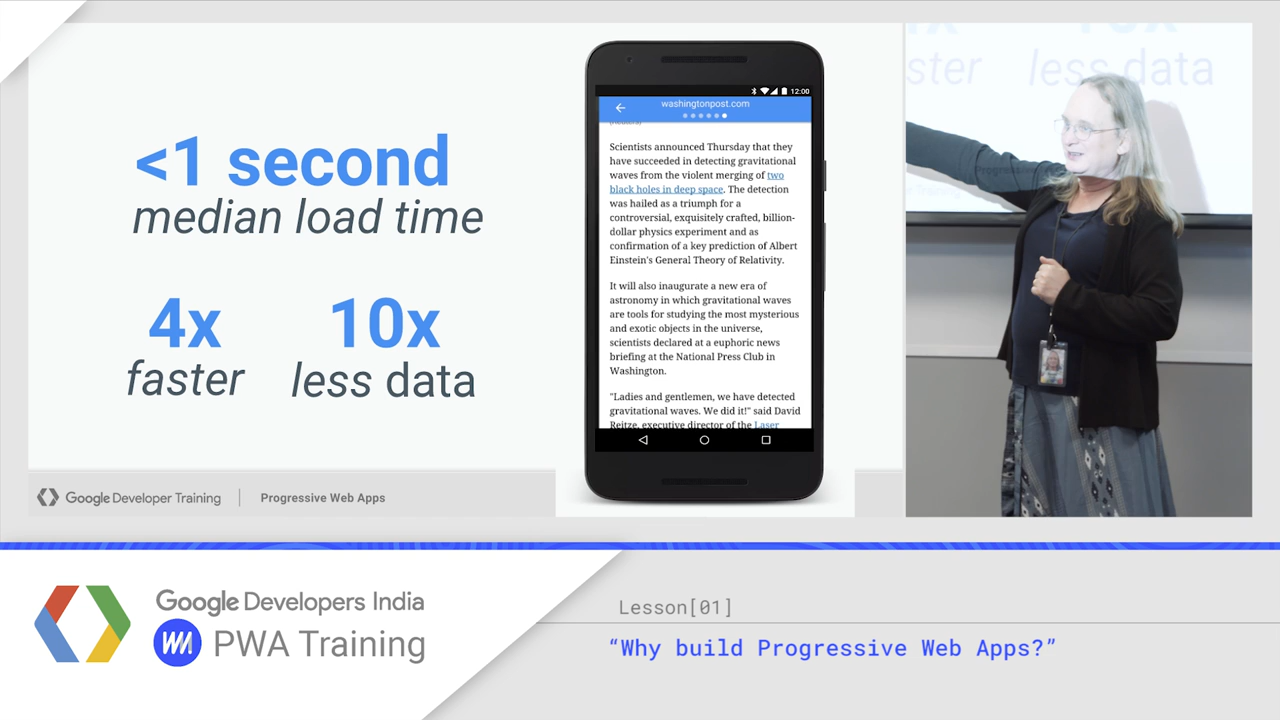 <1 second
median load time
4x
faster
10x
less data
Google Developer Training
Progressive Web Apps
12:00
washingtonpost.com
Scientists announced Thursday that they
have succeeded in detecting gravitational
waves from the violent merging of two
black holes in deep space. The detection
was hailed as a triumph for a
controversial, exquisitely crafted, billion-
dollar physics experiment and as
confirmation of a key prediction of Albert
Einstein's General Theory of Relativity.
It will also inaugurate a new era of
astronomy in which gravitational waves
are tools for studying the most mysterious
and exotic objects in the universe,
scientists declared at a euphoric news
briefing at the National Press Club in
Washington.
"Ladies and gentlemen, we have detected
gravitational waves. We did it!" said David
Reitze, executive director of the Laser
less data
Google Developers India
PWA Training
Lesson[01]
“Why build Progressive Web Apps?”